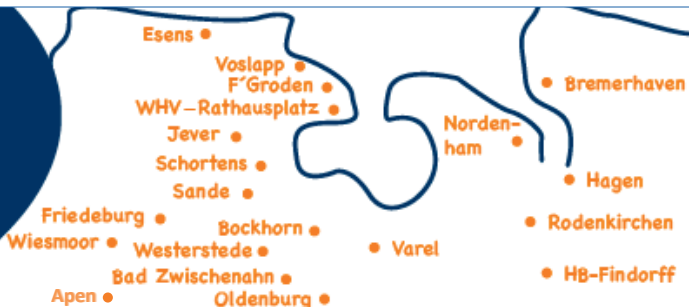 Esens
Voslapp
F´Groden
Bremerhaven
WHV–Rathausplatz
Norden-
ham
Jever
Schortens
Hagen
Sande
Friedeburg
Rodenkirchen
Bockhorn
Wiesmoor
Westerstede
Varel
Bad Zwischenahn
HB-Findorff
Apen
Oldenburg